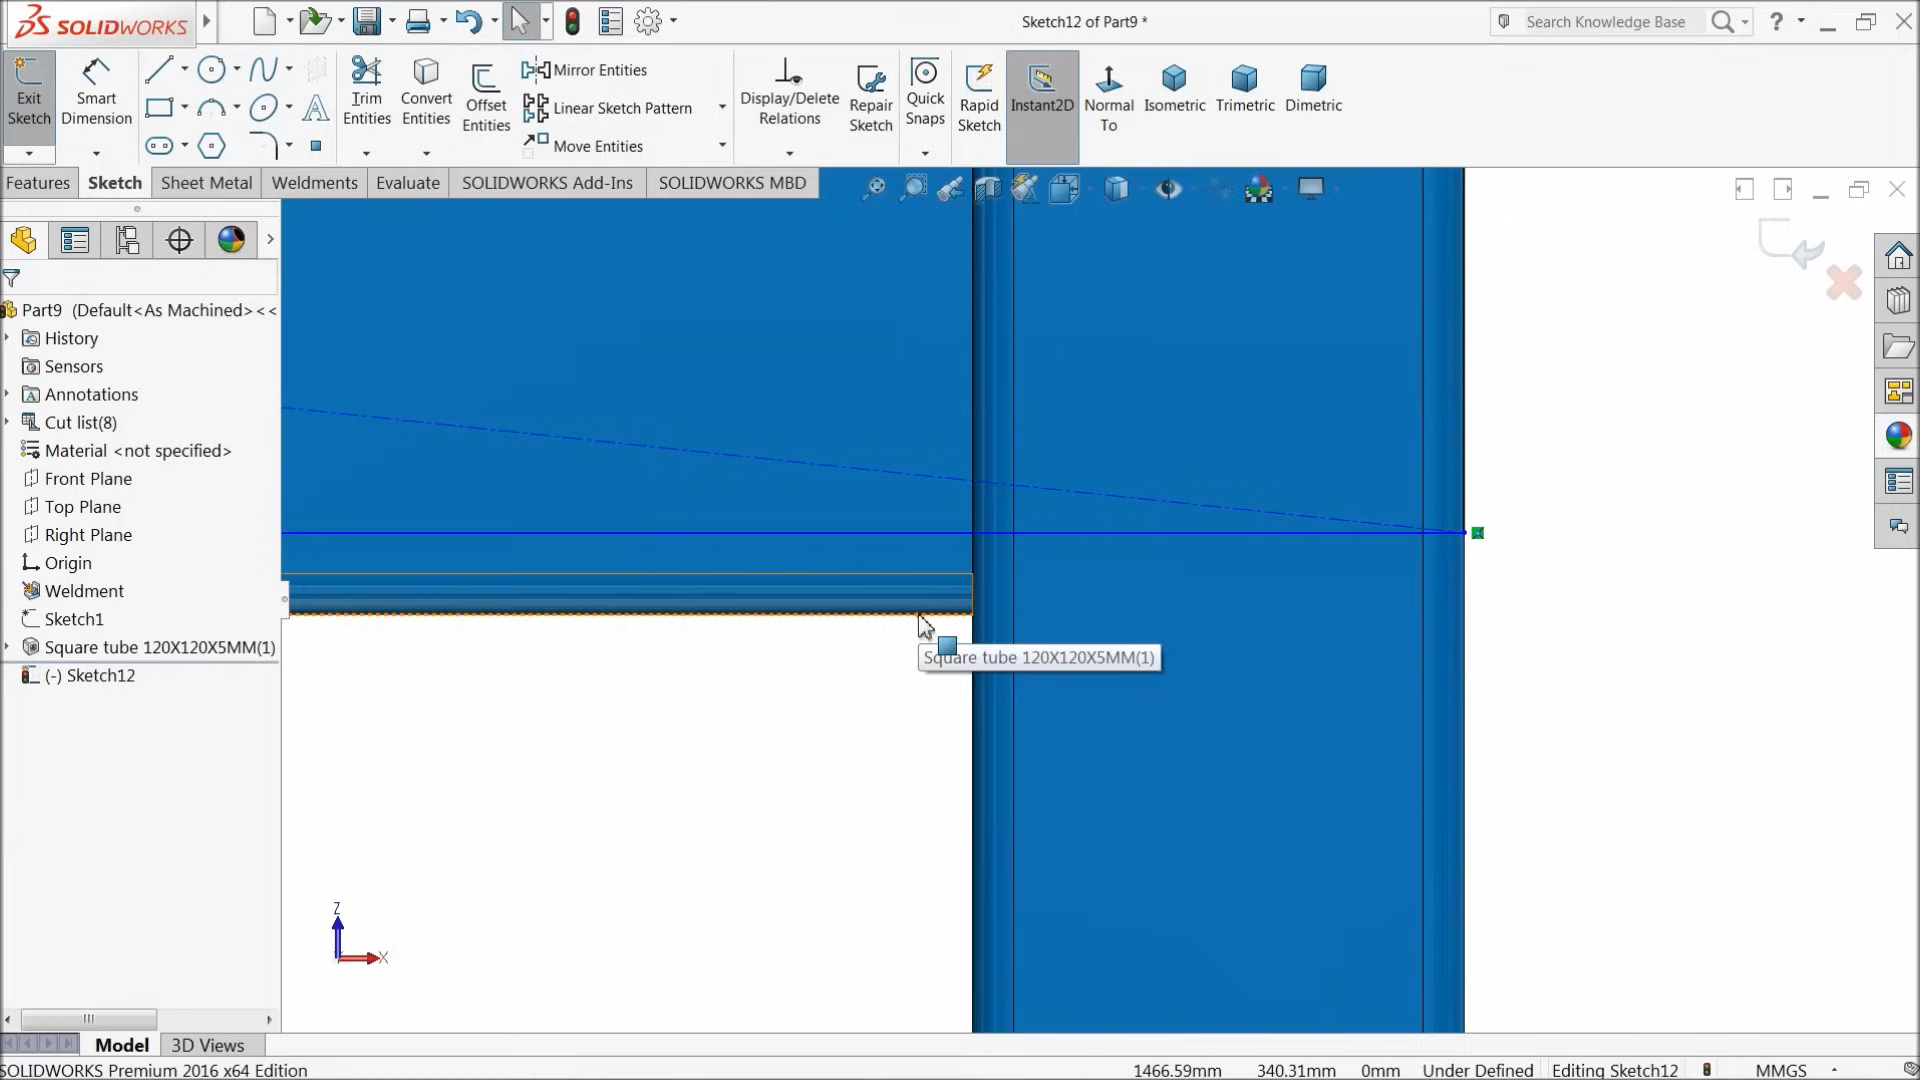 SOLIDWORKS
Sketch12 of Part9 *
Search Knowledge Base
?
Exit Sketch
Smart Dimension
Trim Entities
Convert Entities
Offset Entities
Mirror Entities
Linear Sketch Pattern
Move Entities
Display/Delete Relations
Repair Sketch
Quick Snaps
Rapid Sketch
Instant2D
Normal To
Isometric
Trimetric
Dimetric
Features
Sketch
Sheet Metal
Weldments
Evaluate
SOLIDWORKS Add-Ins
SOLIDWORKS MBD
Part9 (Default<As Machined> <<
History
Sensors
Annotations
Cut list(8)
Material <not specified>
Front Plane
Top Plane
Right Plane
Origin
Weldment
Sketch1
Square tube 120X120X5MM(1)
(-) Sketch12
Square tube 120X120X5MM(1)
Z
X
Model
3D Views
SOLIDWORKS Premium 2016 x64 Edition
1466.59mm
340.31mm
0mm
Under Defined
Editing Sketch12
MMGS